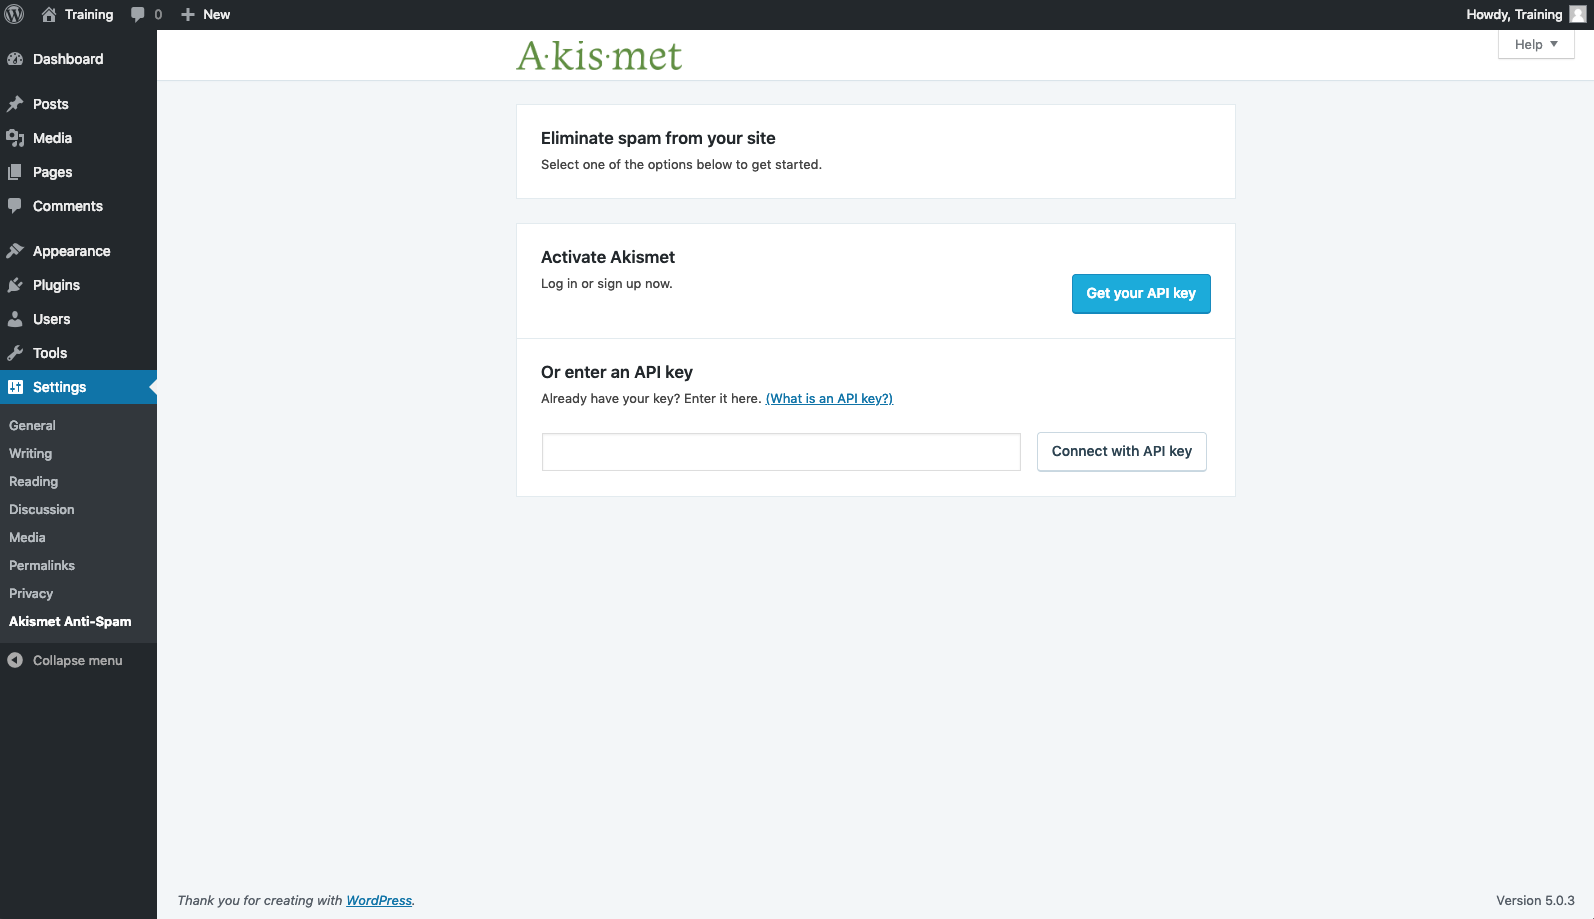 Training
0
New
Howdy, Training
Dashboard
Posts
Media
Pages
Comments
Appearance
Plugins
Users
Tools
Settings
General
Writing
Reading
Discussion
Media
Permalinks
Privacy
Akismet Anti-Spam
Collapse menu
A·kis·met
Help
Eliminate spam from your site
Select one of the options below to get started.
Activate Akismet
Log in or sign up now.
Get your API key
Or enter an API key
Already have your key? Enter it here. (What is an API key?)
Connect with API key
Thank you for creating with WordPress.
Version 5.0.3